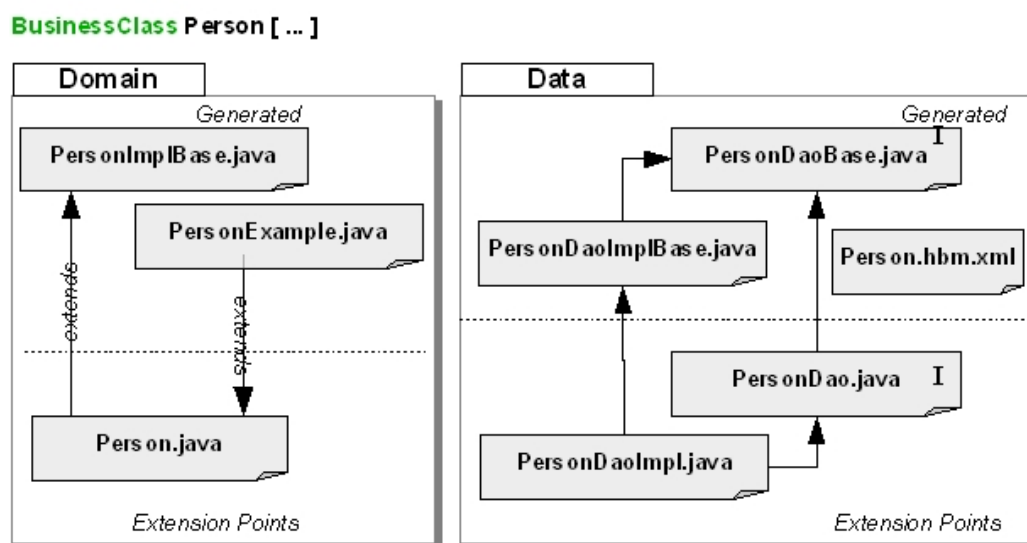 BusinessClass Person [ ... ]
Domain
Generated
PersonImplBase.java
PersonExample.java
extends
extends
Person.java
Extension Points
Data
Generated
I
PersonDaoBase.java
PersonDaoImplBase.java
Person.hbm.xml
PersonDao.java
I
PersonDaoImpl.java
Extension Points